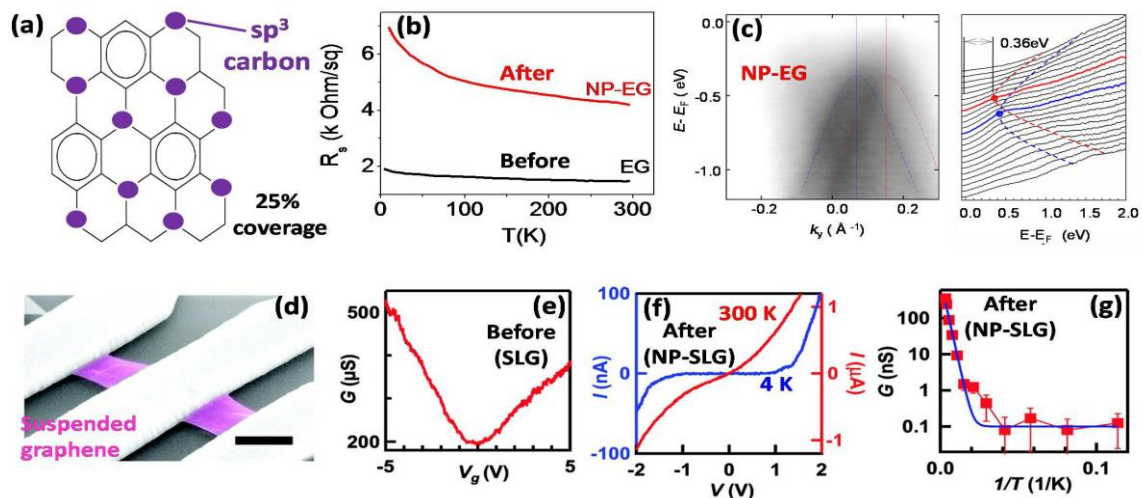 (a)
sp³
carbon
25%
coverage
(b)
After
NP-EG
Before
EG
R_s (k Ohm/sq)
6
4
2
0
100
200
300
T(K)
(c)
NP-EG
E- E_F (eV)
0.0
-0.5
-1.0
-0.2
0.0
0.2
k_y (Å⁻¹)
0.36eV
0.0
0.4
0.8
1.2
1.6
2.0
E-E_F (eV)
(d)
Suspended
graphene
(e)
Before
(SLG)
G (µS)
500
200
-5
0
5
V_g (V)
(f)
300 K
After
(NP-SLG)
4 K
I (nA)
100
0
-100
I (µA)
1
0
-1
-2
-1
0
1
2
V (V)
(g)
After
(NP-SLG)
G (nS)
100
10
1
0.1
0.0
0.1
1/T (1/K)